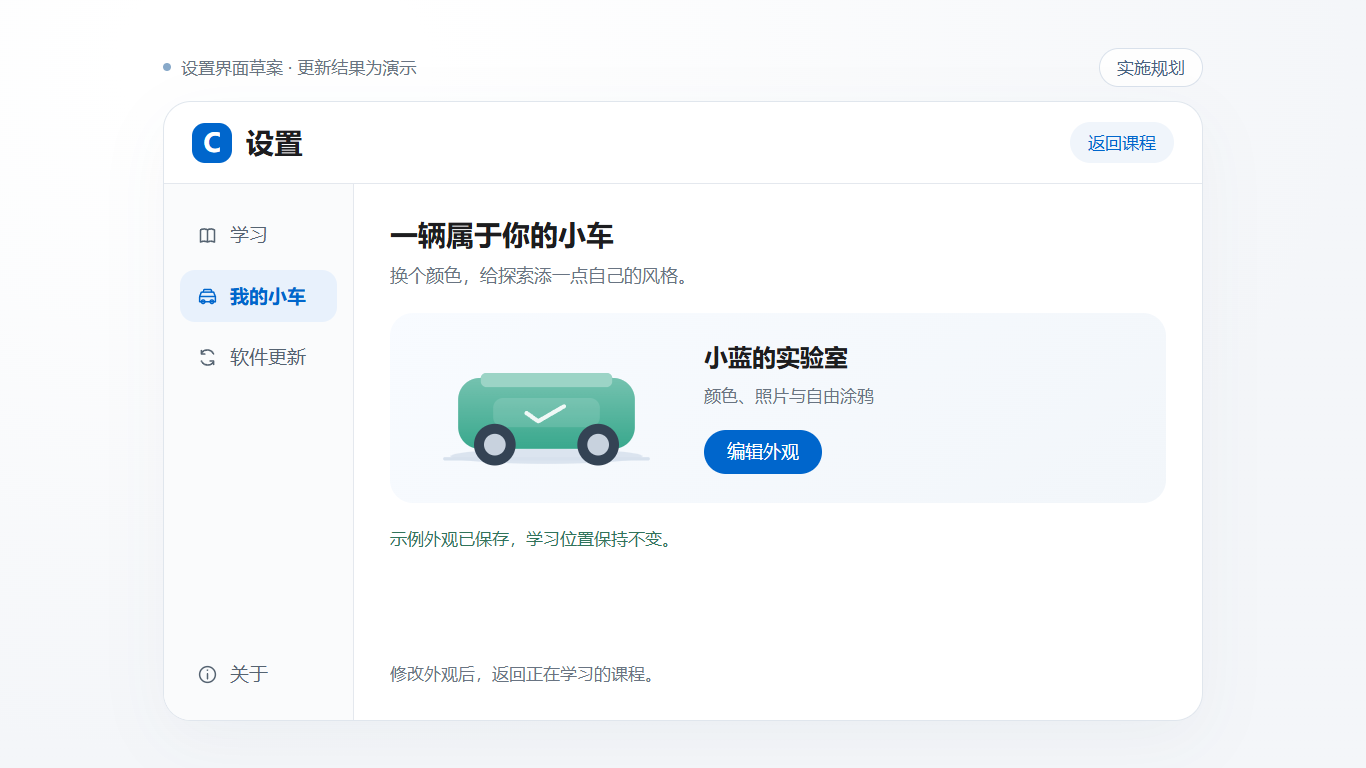 设置界面草案 · 更新结果为演示
实施规划
C 设置
返回课程
学习
我的小车
软件更新
关于
一辆属于你的小车
换个颜色，给探索添一点自己的风格。
小蓝的实验室
颜色、照片与自由涂鸦
编辑外观
示例外观已保存，学习位置保持不变。
修改外观后，返回正在学习的课程。